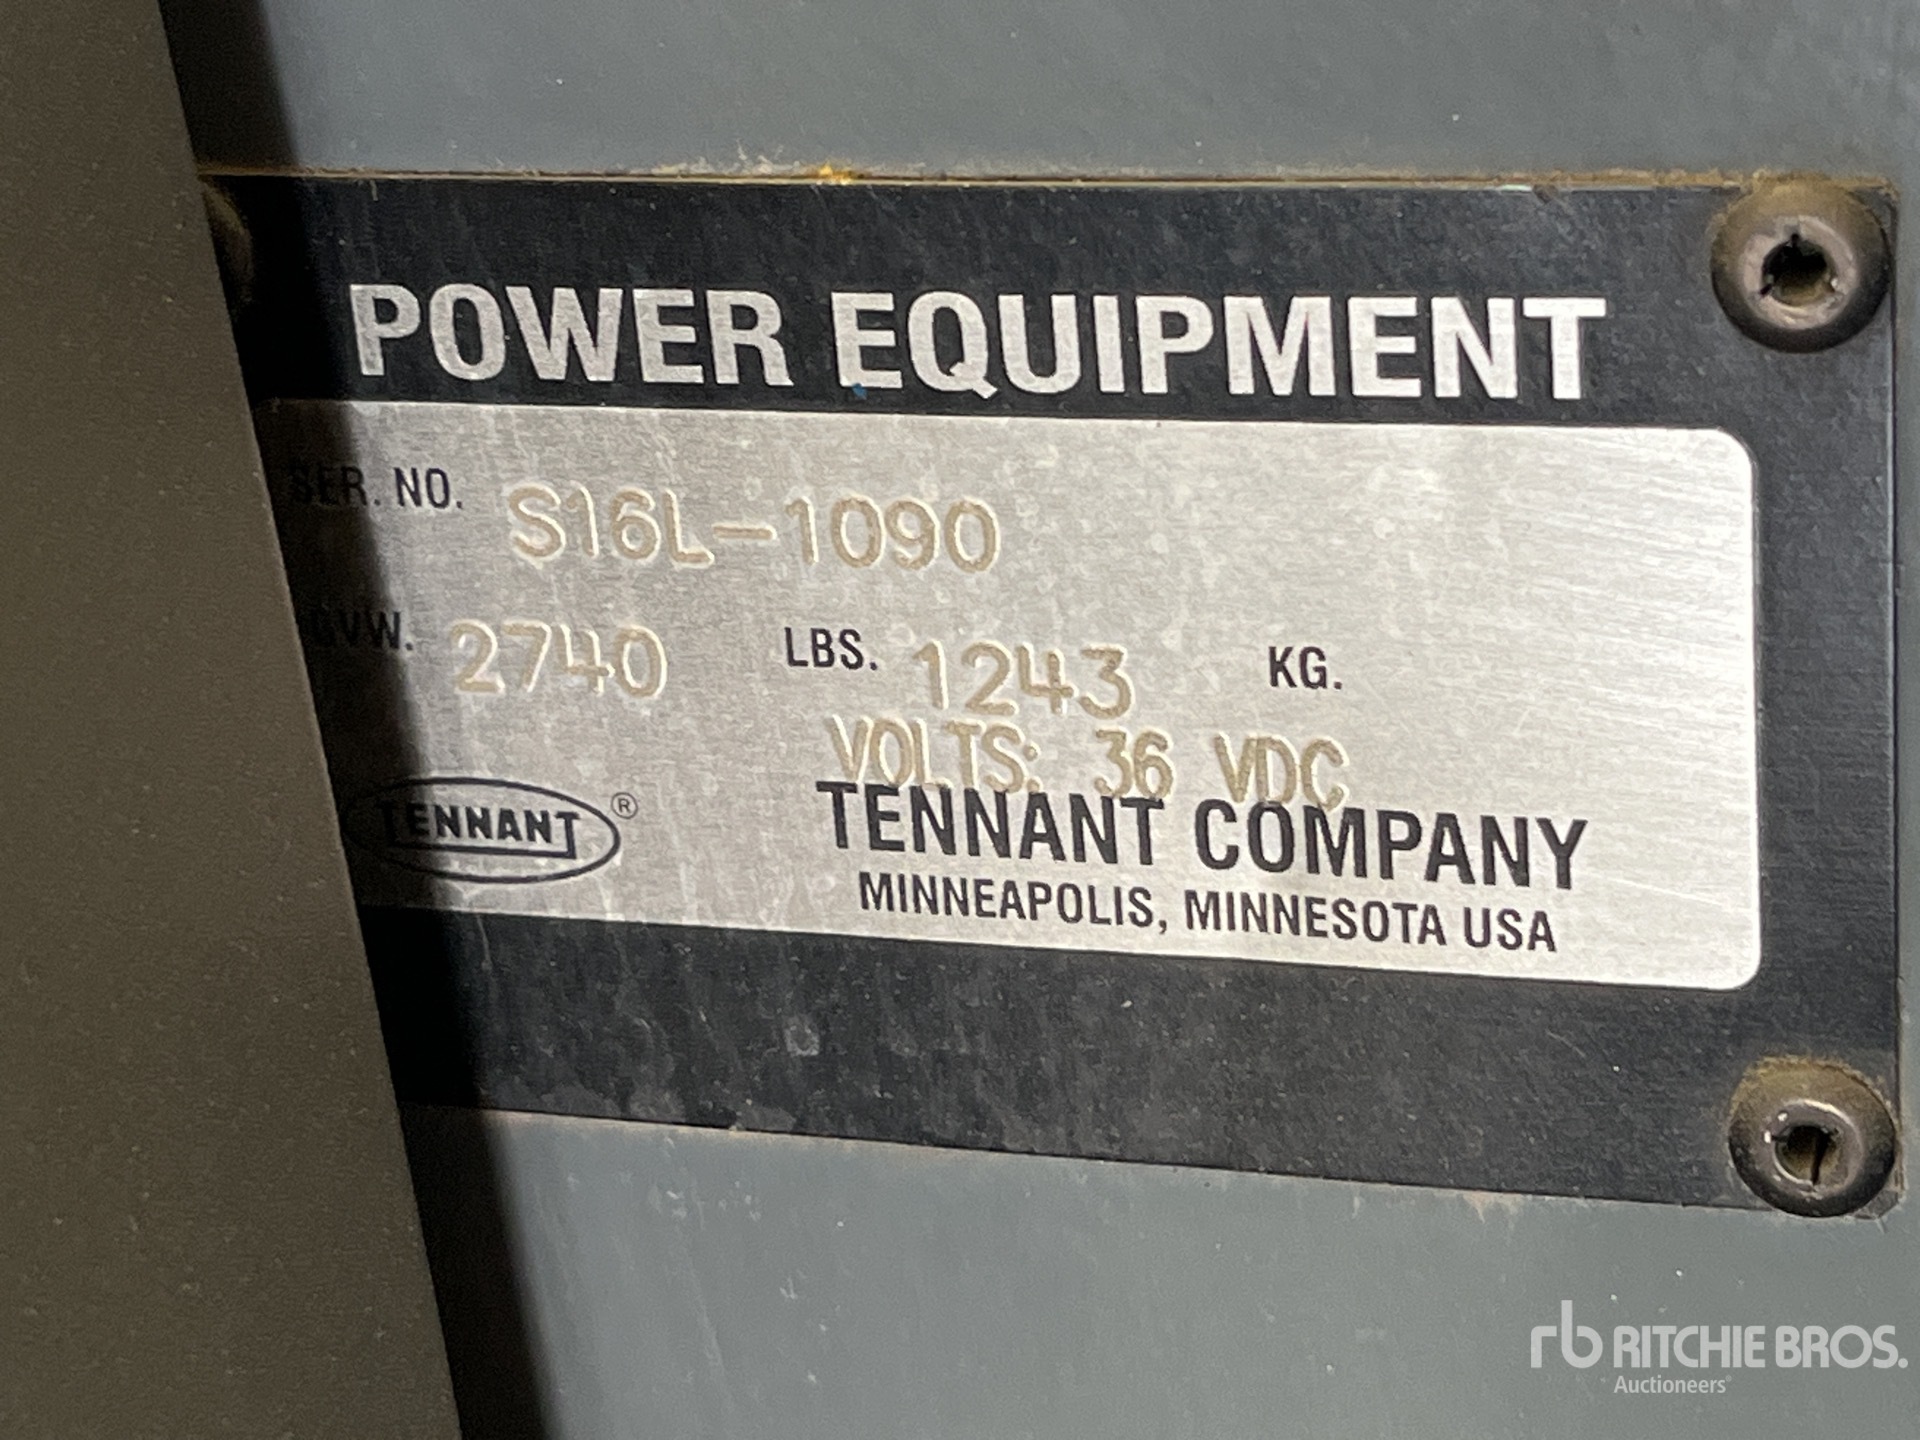 POWER EQUIPMENT
SER. NO. S16L-1090
GVW. 2740 LBS. 1243 KG.
VOLTS: 36 VDC
TENNANT ®
TENNANT COMPANY
MINNEAPOLIS, MINNESOTA USA
rb RITCHIE BROS.
Auctioneers